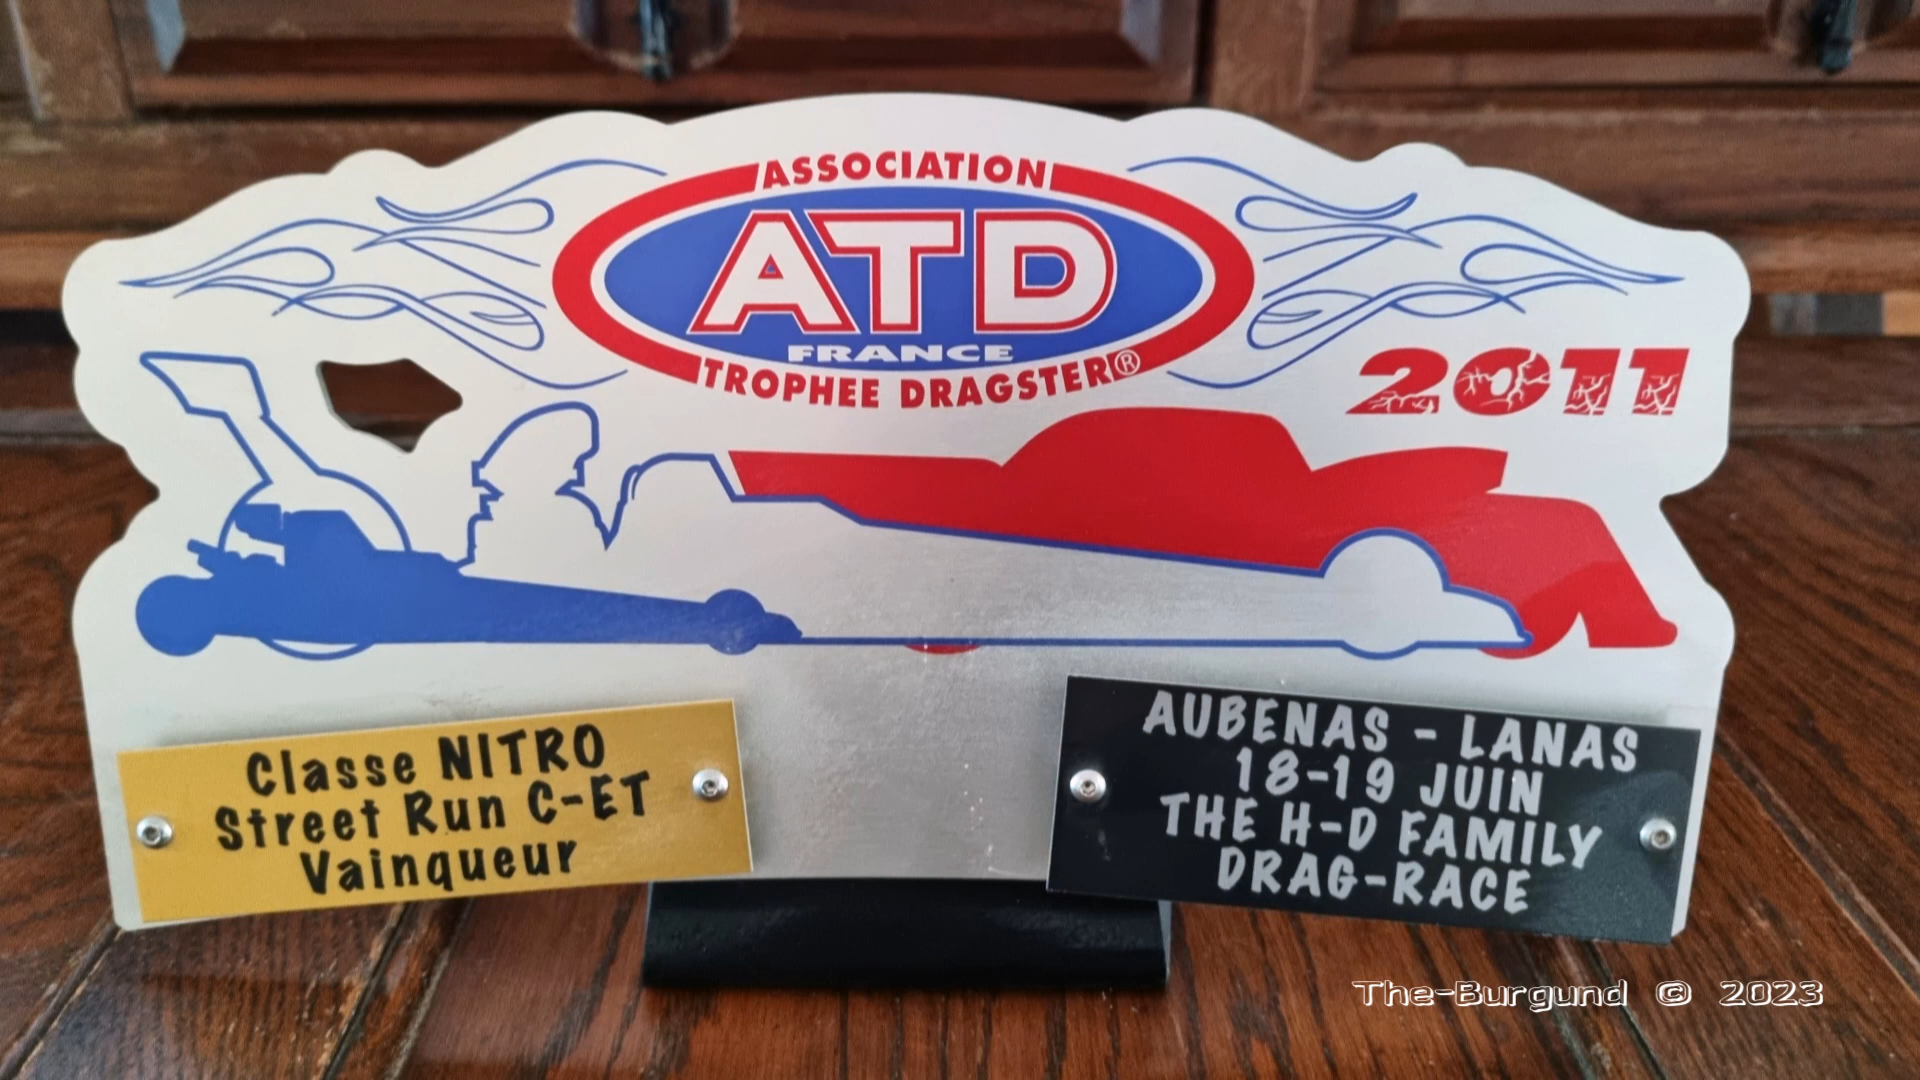 ASSOCIATION
ATD
FRANCE
TROPHEE DRAGSTER®
2011
Classe NITRO
Street Run C-ET
Vainqueur
AUBENAS - LANAS
18-19 JUIN
THE H-D FAMILY
DRAG-RACE
The-Burgund © 2023